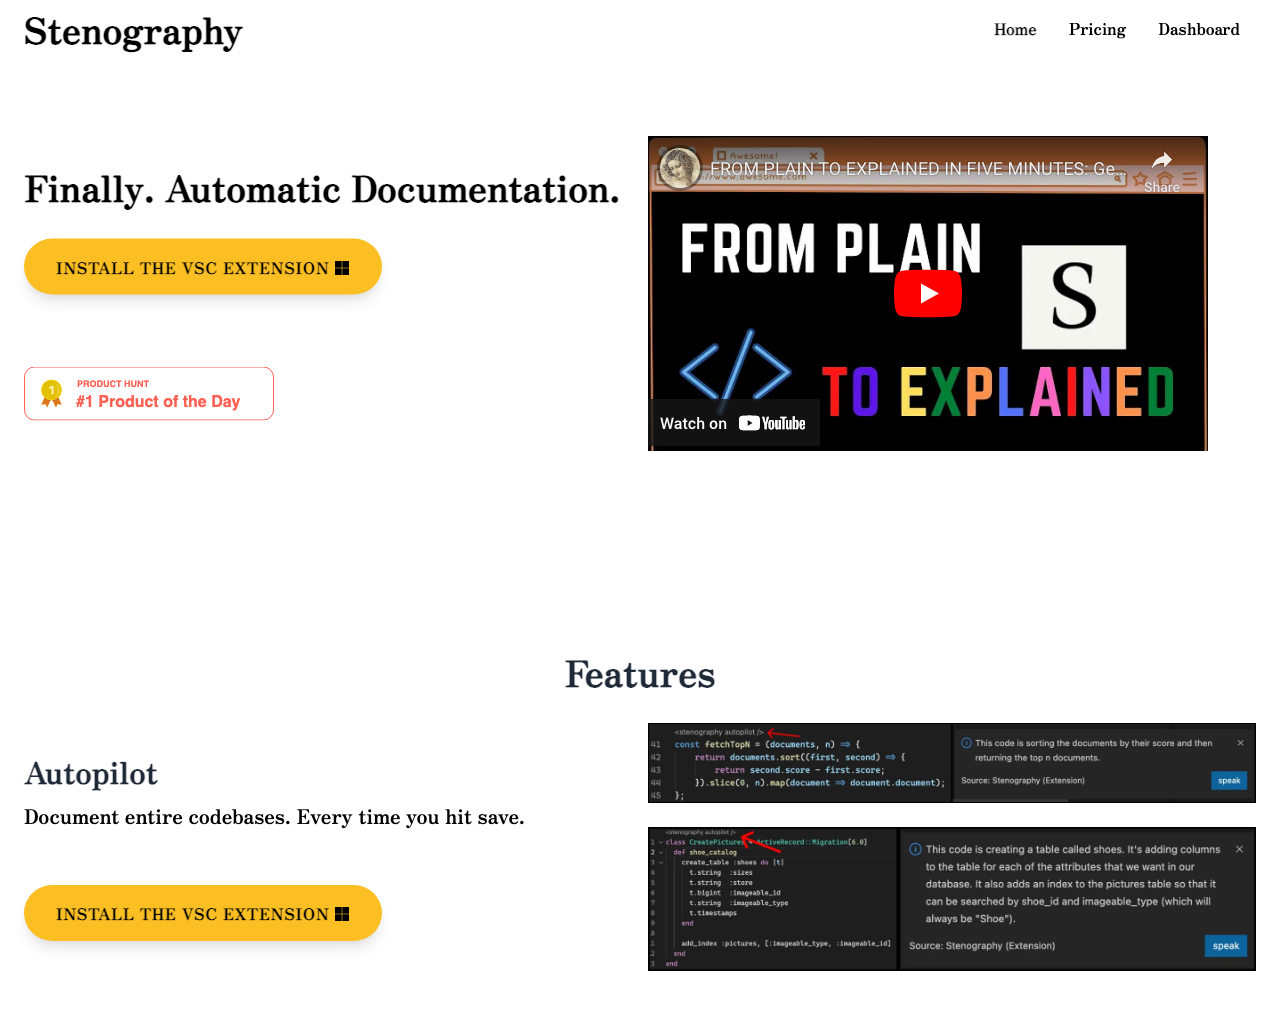 Stenography
Home
Pricing
Dashboard
Finally. Automatic Documentation.
INSTALL THE VSC EXTENSION
PRODUCT HUNT
#1 Product of the Day
1
Awesome!
FROM PLAIN TO EXPLAINED IN FIVE MINUTES: Ge...
Share
www.awesome.com
FROM PLAIN
S
</>
TO EXPLAINED
Watch on YouTube
Features
Autopilot
Document entire codebases. Every time you hit save.
INSTALL THE VSC EXTENSION
<stenography autopilot />
41 const fetchTopN = (documents, n) => {
42 return documents.sort((first, second) => {
43 return second.score - first.score;
44 }).slice(0, n).map(document => document.document);
45 };
This code is sorting the documents by their score and then
returning the top n documents.
Source: Stenography (Extension)
speak
<stenography autopilot />
1 class CreatePictures < ActiveRecord::Migration[6.0]
2 def shoe_catalog
3 create_table :shoes do |t|
4 t.string :sizes
5 t.string :store
6 t.bigint :imageable_id
7 t.string :imageable_type
8 t.timestamps
9 end
8
1 add_index :pictures, [:imageable_type, :imageable_id]
2 end
3 end
This code is creating a table called shoes. It's adding columns
to the table for each of the attributes that we want in our
database. It also adds an index to the pictures table so that it
can be searched by shoe_id and imageable_type (which will
always be "Shoe").
Source: Stenography (Extension)
speak